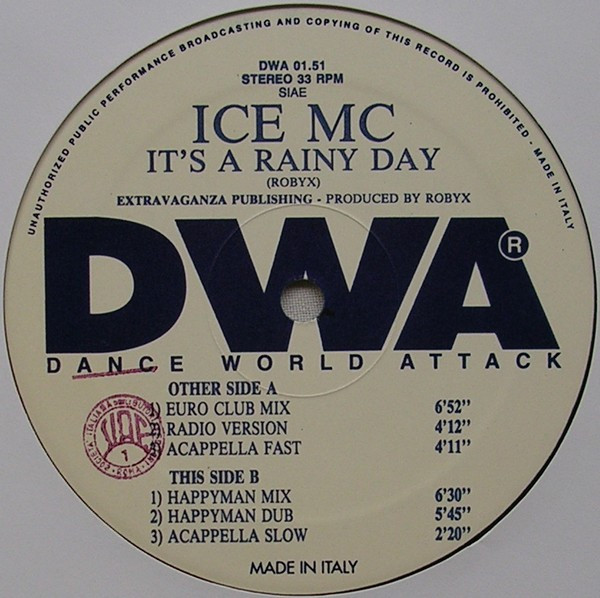 UNAUTHORIZED PUBLIC PERFORMANCE BROADCASTING AND COPYING OF THIS RECORD IS PROHIBITED - MADE IN ITALY
DWA 01.51
STEREO 33 RPM
SIAE
ICE MC
IT'S A RAINY DAY
(ROBYX)
EXTRAVAGANZA PUBLISHING - PRODUCED BY ROBYX
DWA®
DANCE WORLD ATTACK
OTHER SIDE A
1) EURO CLUB MIX 6'52"
2) RADIO VERSION 4'12"
3) ACAPPELLA FAST 4'11"
THIS SIDE B
1) HAPPYMAN MIX 6'30"
2) HAPPYMAN DUB 5'45"
3) ACAPPELLA SLOW 2'20"
MADE IN ITALY
SIAE
1